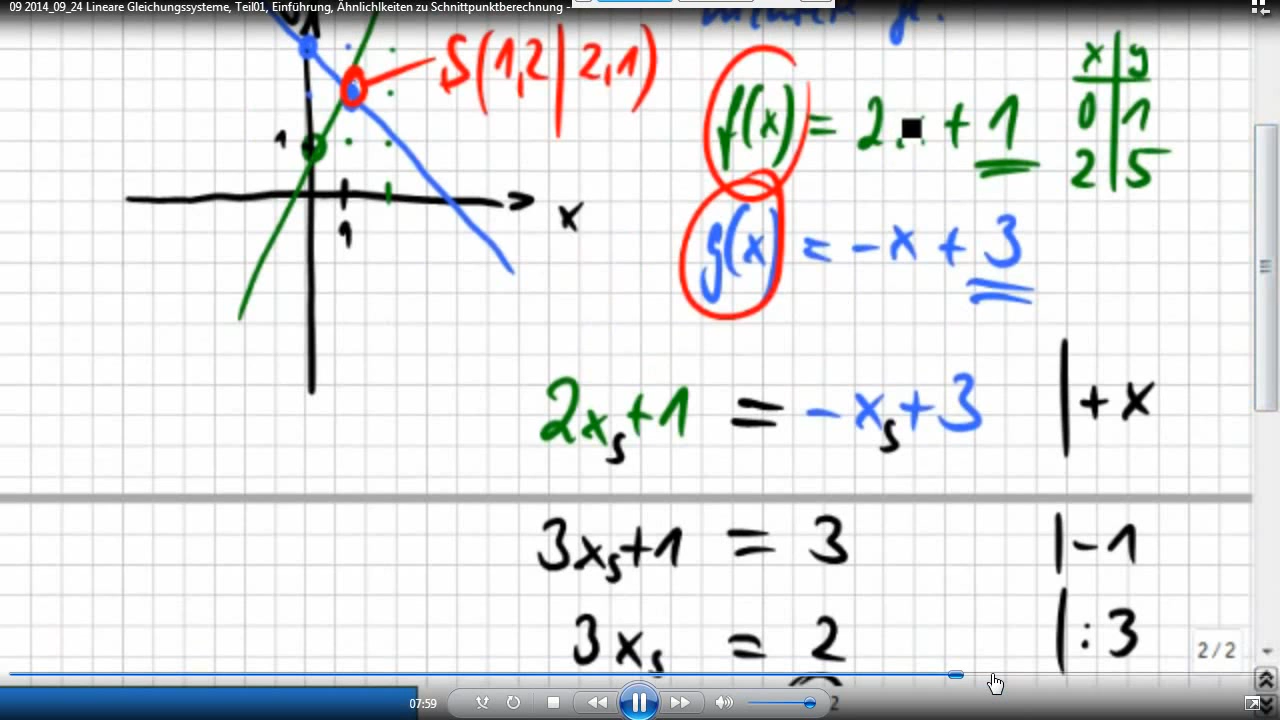 09 2014_09_24 Lineare Gleichungssysteme, Teil01, Einführung, Ähnlichkeiten zu Schnittpunktberechnung -
S(1,2|2,1)
1
1
x
f(x) = 2 + 1
x | y
0 | 1
2 | 5
g(x) = -x + 3
2xs+1 = -xs+3 |+x
3xs+1 = 3 |-1
3xs = 2 |:3
2/2
07:59